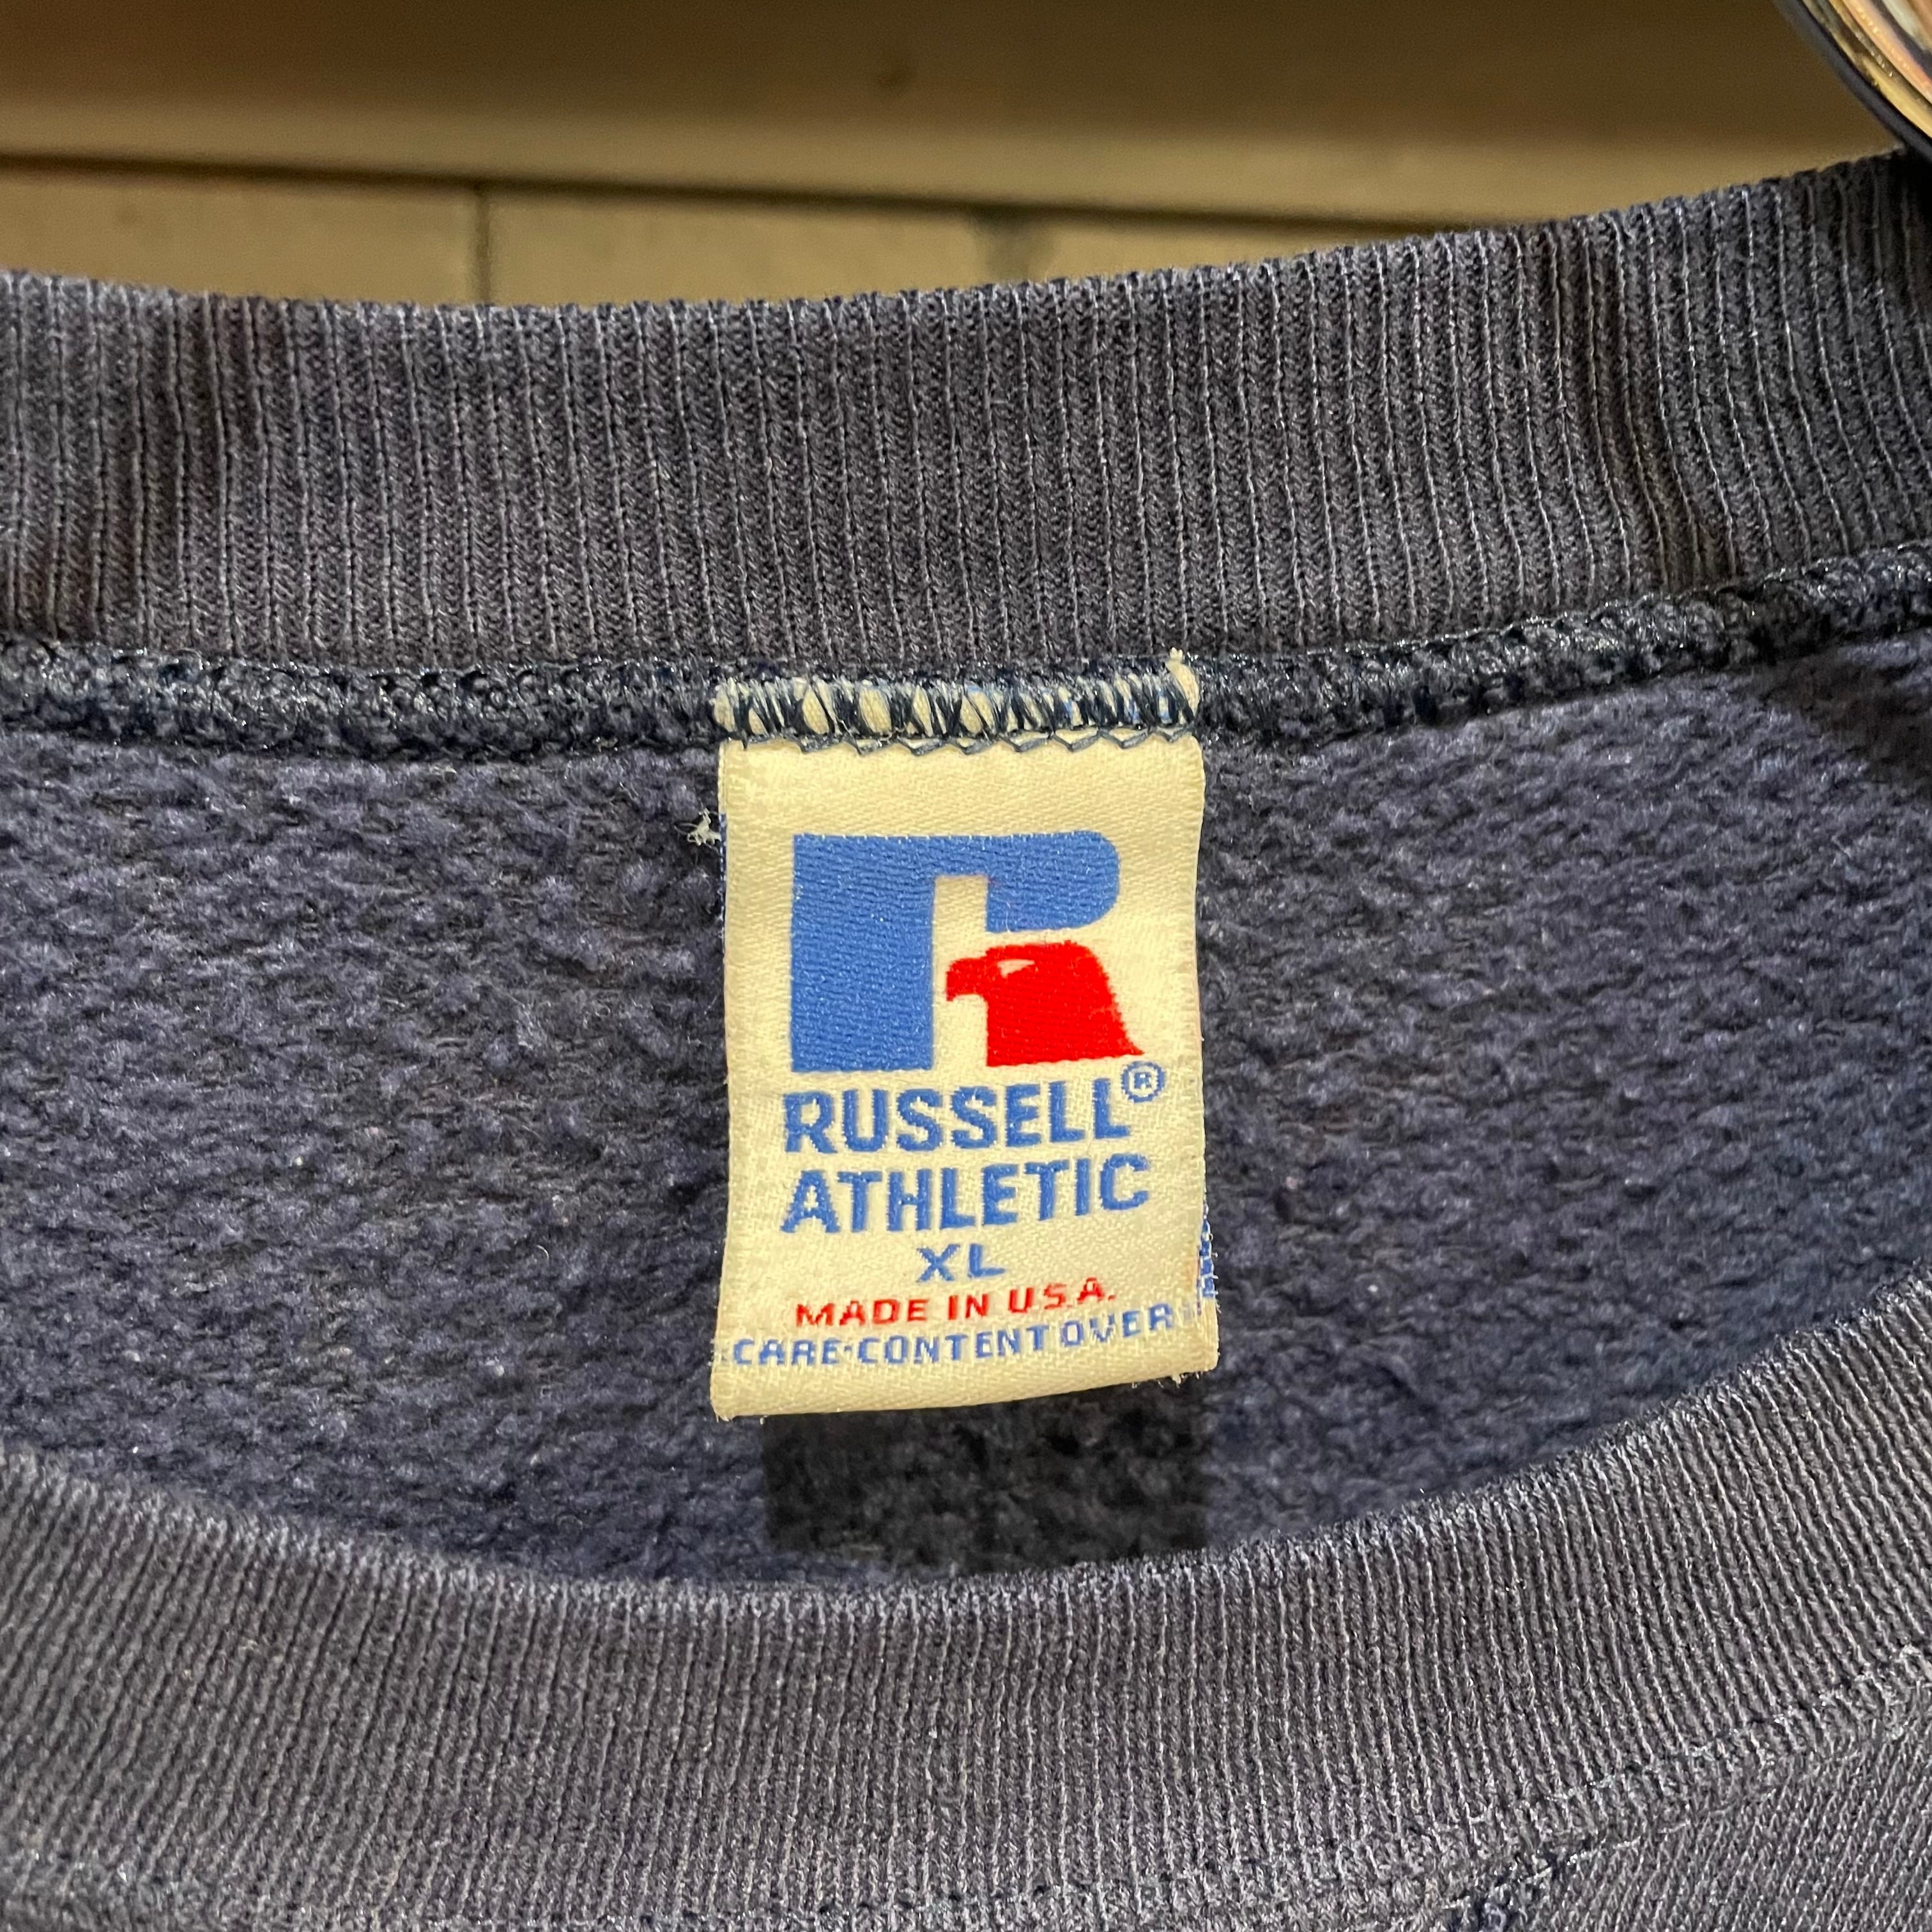 RUSSELL®
ATHLETIC
XL
MADE IN U.S.A.
CARE·CONTENT OVER